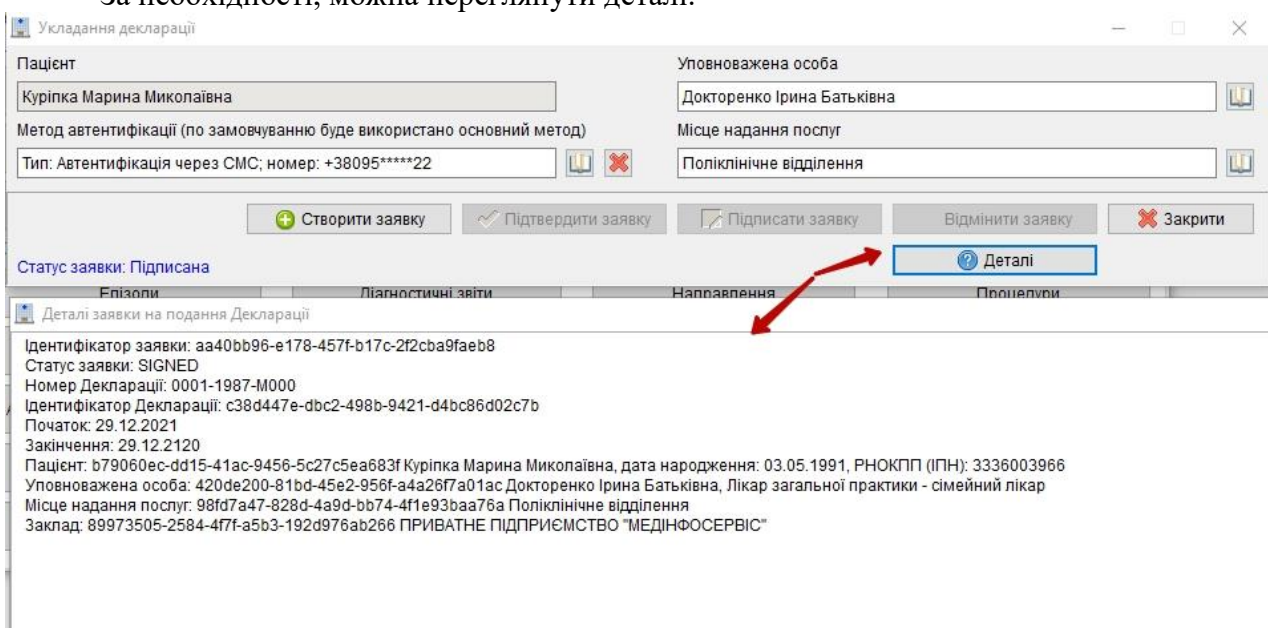 За необхідності, можна переглянути деталі.
Укладання декларації
Пацієнт
Уповноважена особа
Куріпка Марина Миколаївна
Докторенко Ірина Батьківна
Метод автентифікації (по замовчуванню буде використано основний метод)
Місце надання послуг
Тип: Автентифікація через СМС; номер: +38095*****22
Поліклінічне відділення
Створити заявку
Підтвердити заявку
Підписати заявку
Відмінити заявку
Закрити
Статус заявки: Підписана
Деталі
Епізоди
Діагностичні звіти
Направлення
Процедури
Деталі заявки на подання Декларації
Ідентифікатор заявки: aa40bb96-e178-457f-b17c-2f2cba9faeb8
Статус заявки: SIGNED
Номер Декларації: 0001-1987-M000
Ідентифікатор Декларації: c38d447e-dbc2-498b-9421-d4bc86d02c7b
Початок: 29.12.2021
Закінчення: 29.12.2120
Пацієнт: b79060ec-dd15-41ac-9456-5c27c5ea683f Куріпка Марина Миколаївна, дата народження: 03.05.1991, РНОКПП (ІПН): 3336003966
Уповноважена особа: 420de200-81bd-45e2-956f-a4a26f7a01ac Докторенко Ірина Батьківна, Лікар загальної практики - сімейний лікар
Місце надання послуг: 98fd7a47-828d-4a9d-bb74-4f1e93baa76a Поліклінічне відділення
Заклад: 89973505-2584-4f7f-a5b3-192d976ab266 ПРИВАТНЕ ПІДПРИЄМСТВО "МЕДІНФОСЕРВІС"